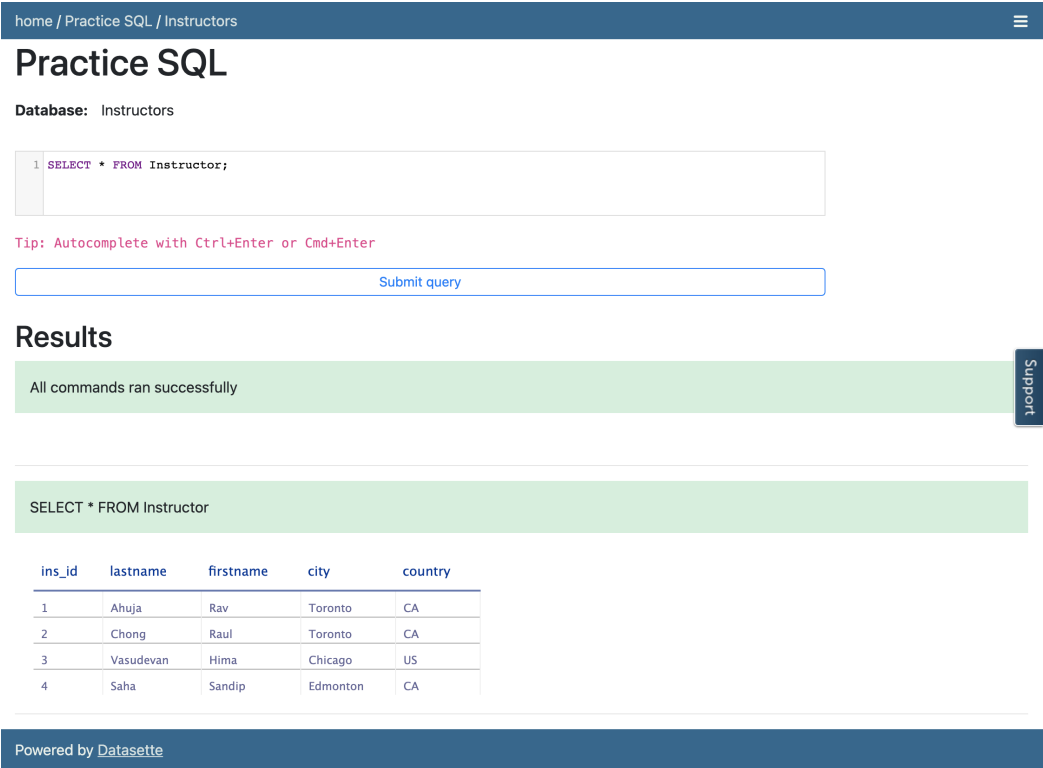 home / Practice SQL / Instructors
Practice SQL
Database: Instructors
1 SELECT * FROM Instructor;
Tip: Autocomplete with Ctrl+Enter or Cmd+Enter
Submit query
Results
All commands ran successfully
Support
SELECT * FROM Instructor
ins_id lastname firstname city country
1 Ahuja Rav Toronto CA
2 Chong Raul Toronto CA
3 Vasudevan Hima Chicago US
4 Saha Sandip Edmonton CA
Powered by Datasette